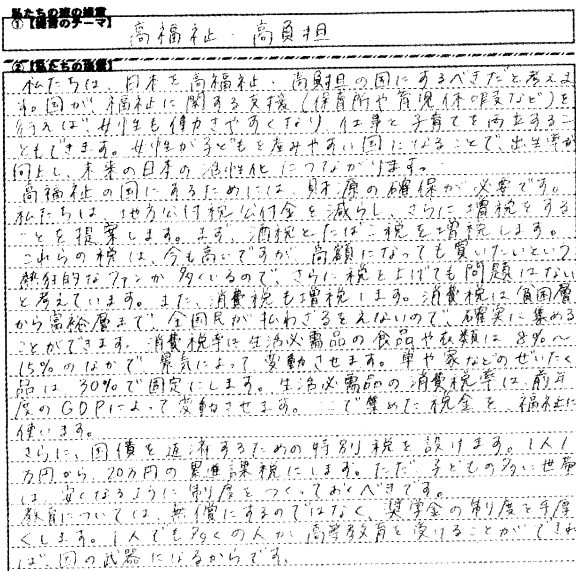 私たちの班の提言
①【提言のテーマ】
高福祉・高負担
②【私たちの提言】
私たちは、日本を高福祉・高負担の国にするべきだと考えま
国が福祉に関する支援(保育所や育児休暇など)を
行えば、女性も働きやすくなり、仕事と子育てを両立するこ
ともできます。女性が子どもを産みやすい国になることで、出生率が
向上し、未来の日本の活性化につながります。
高福祉の国にするためには、財源の確保が必要です。
私たちは、地方公付税公付金を減らし、さらに増税をする
ことを提案します。まず、酒税とたばこ税を増税します。
これらの税は、今も高いですが、高額になっても買いたいという
熱狂的なファンが多くいるので、さらに税を上げても問題はない
と考えています。また、消費税も増税します。消費税は貧困層
から富裕層まで、全国民が払わざるをえないので、確実に集める
ことができます。消費税率は生活必需品の食品や衣類は8%〜
15%のなかで、景気によって変動させます。車や家などのぜいたく
品は30%で固定にします。生活必需品の消費税率は前年
度のGDPによって変動させます。で集めた税金を、福祉に
使います。
さらに、国債を返済するための特別税を設けます。1人1
万円から20万円の累進課税にします。ただ、子どもの多い世帯
は、安くなるように制度をつくっておくべきです。
教育については、無償にするのではなく、奨学金の制度を手厚
くします。1人でも多くの人が、高等教育を受けることができれ
ば、国の武器になるからです。